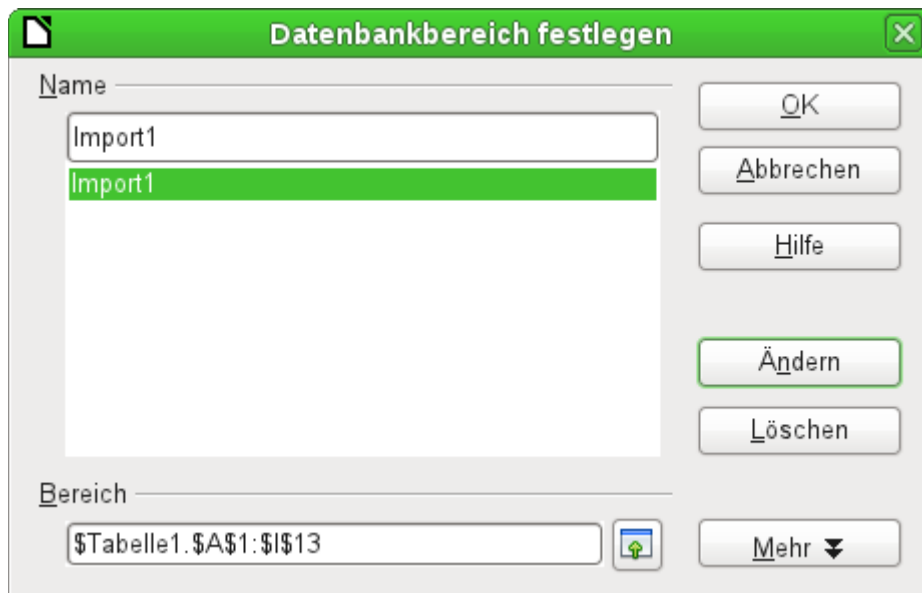 Datenbankbereich festlegen
Name
Import1
Import1
OK
Abbrechen
Hilfe
Ändern
Löschen
Bereich
$Tabelle1.$A$1:$I$13
Mehr